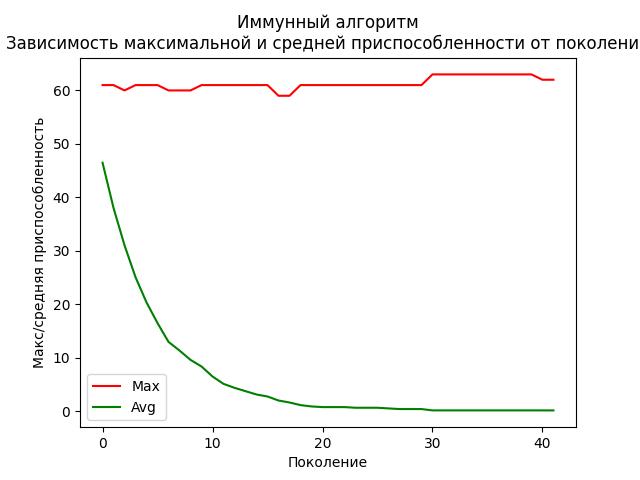 Иммунный алгоритм
Зависимость максимальной и средней приспособленности от поколени
Макс/средняя приспособленность
60
50
40
30
20
10
0
Max
Avg
0 10 20 30 40
Поколение